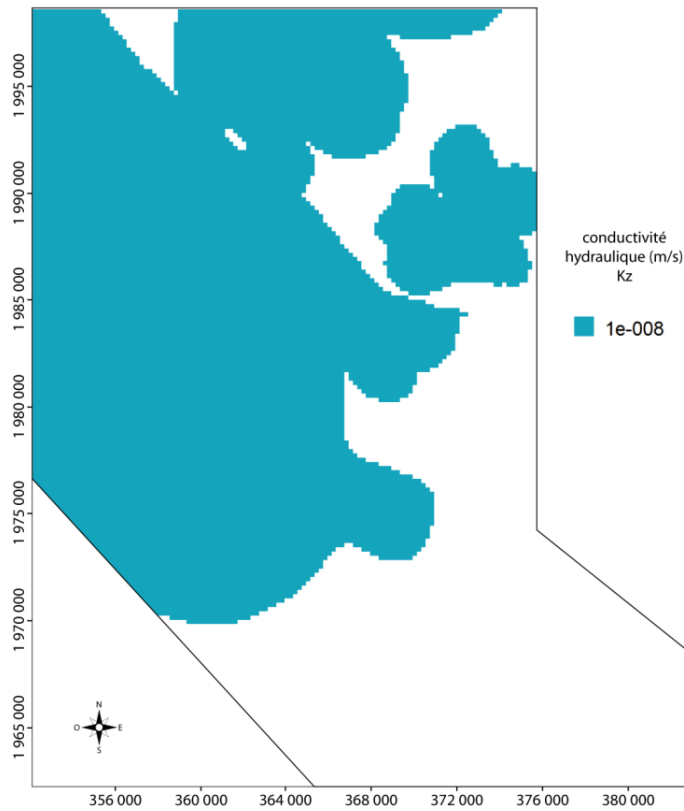 1 995 000
1 990 000
1 985 000
1 980 000
1 975 000
1 970 000
1 965 000
conductivité
hydraulique (m/s)
Kz
1e-008
N
O E
S
356 000 360 000 364 000 368 000 372 000 376 000 380 000